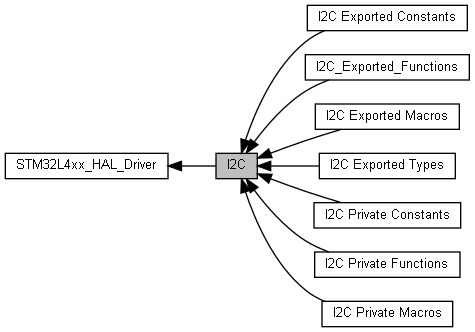 I2C Exported Constants
I2C_Exported_Functions
I2C Exported Macros
STM32L4xx_HAL_Driver
I2C
I2C Exported Types
I2C Private Constants
I2C Private Functions
I2C Private Macros